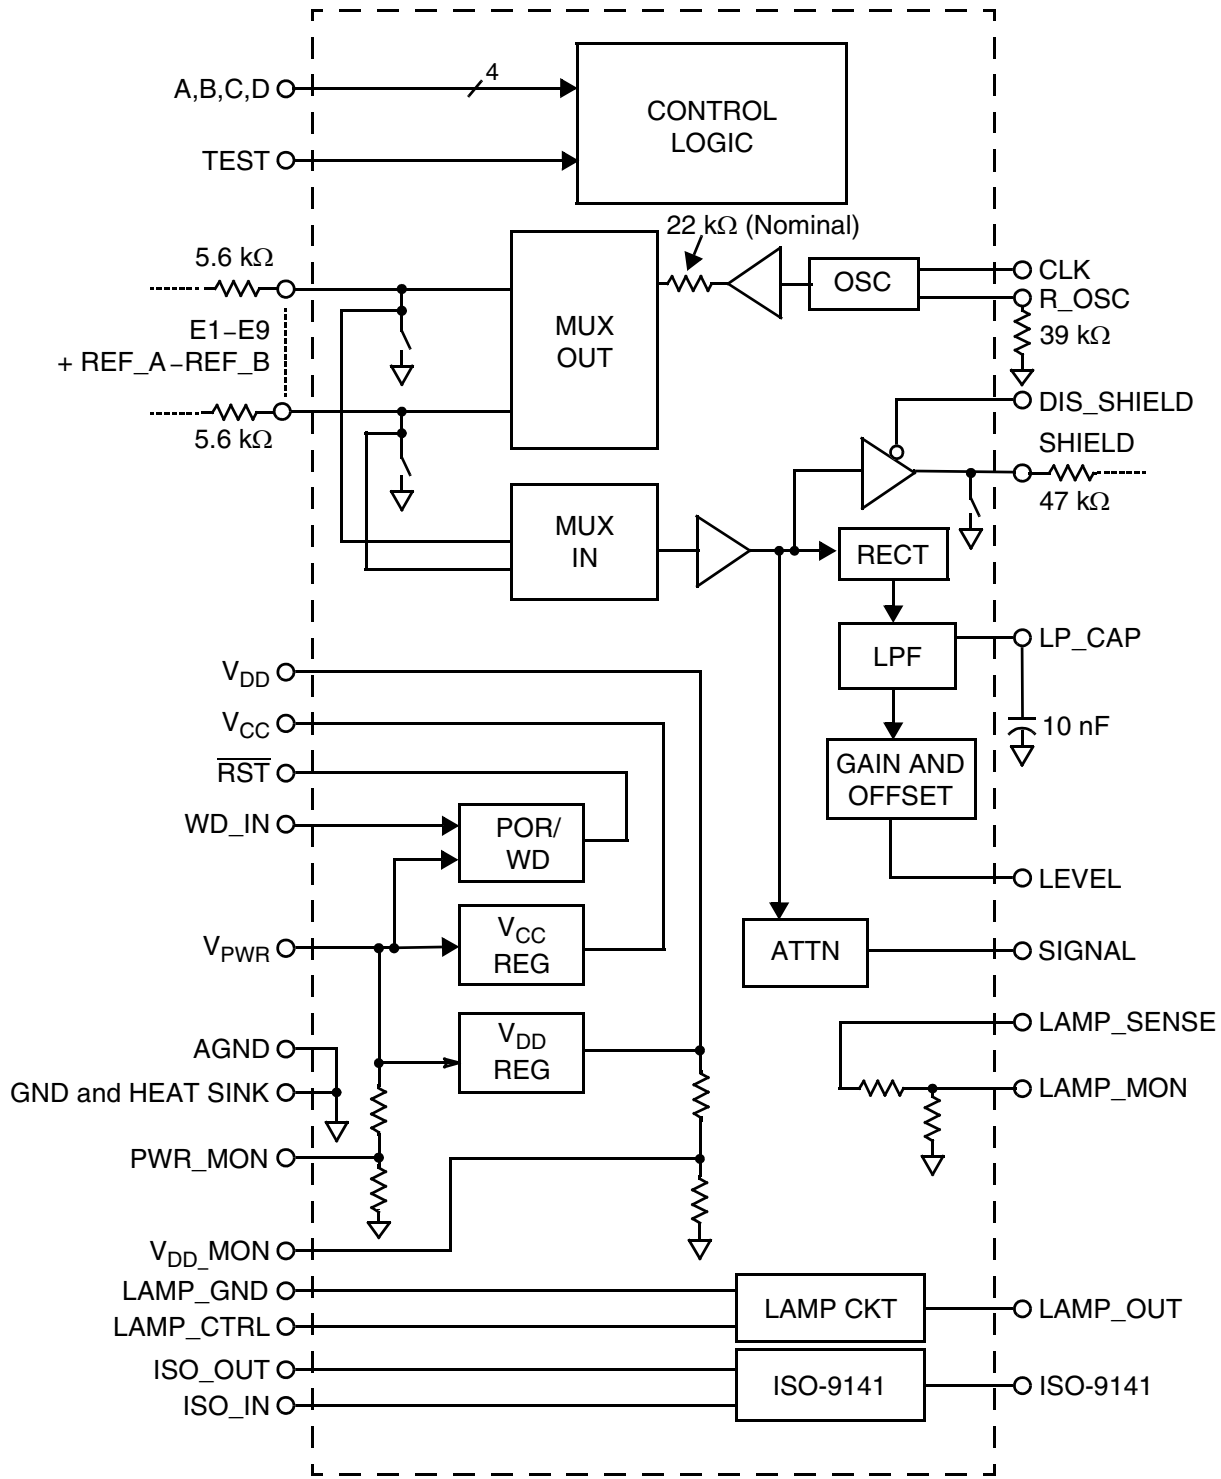 A,B,C,D
4
CONTROL
LOGIC
TEST
22 kΩ (Nominal)
5.6 kΩ
MUX
OUT
OSC
CLK
R_OSC
39 kΩ
E1–E9
+ REF_A–REF_B
5.6 kΩ
DIS_SHIELD
SHIELD
47 kΩ
MUX
IN
RECT
LPF
LP_CAP
10 nF
GAIN AND
OFFSET
LEVEL
VDD
VCC
RST
WD_IN
POR/
WD
VPWR
VCC
REG
ATTN
SIGNAL
AGND
VDD
REG
GND and HEAT SINK
LAMP_SENSE
LAMP_MON
PWR_MON
VDD_MON
LAMP_GND
LAMP_CTRL
LAMP CKT
LAMP_OUT
ISO_OUT
ISO_IN
ISO-9141
ISO-9141